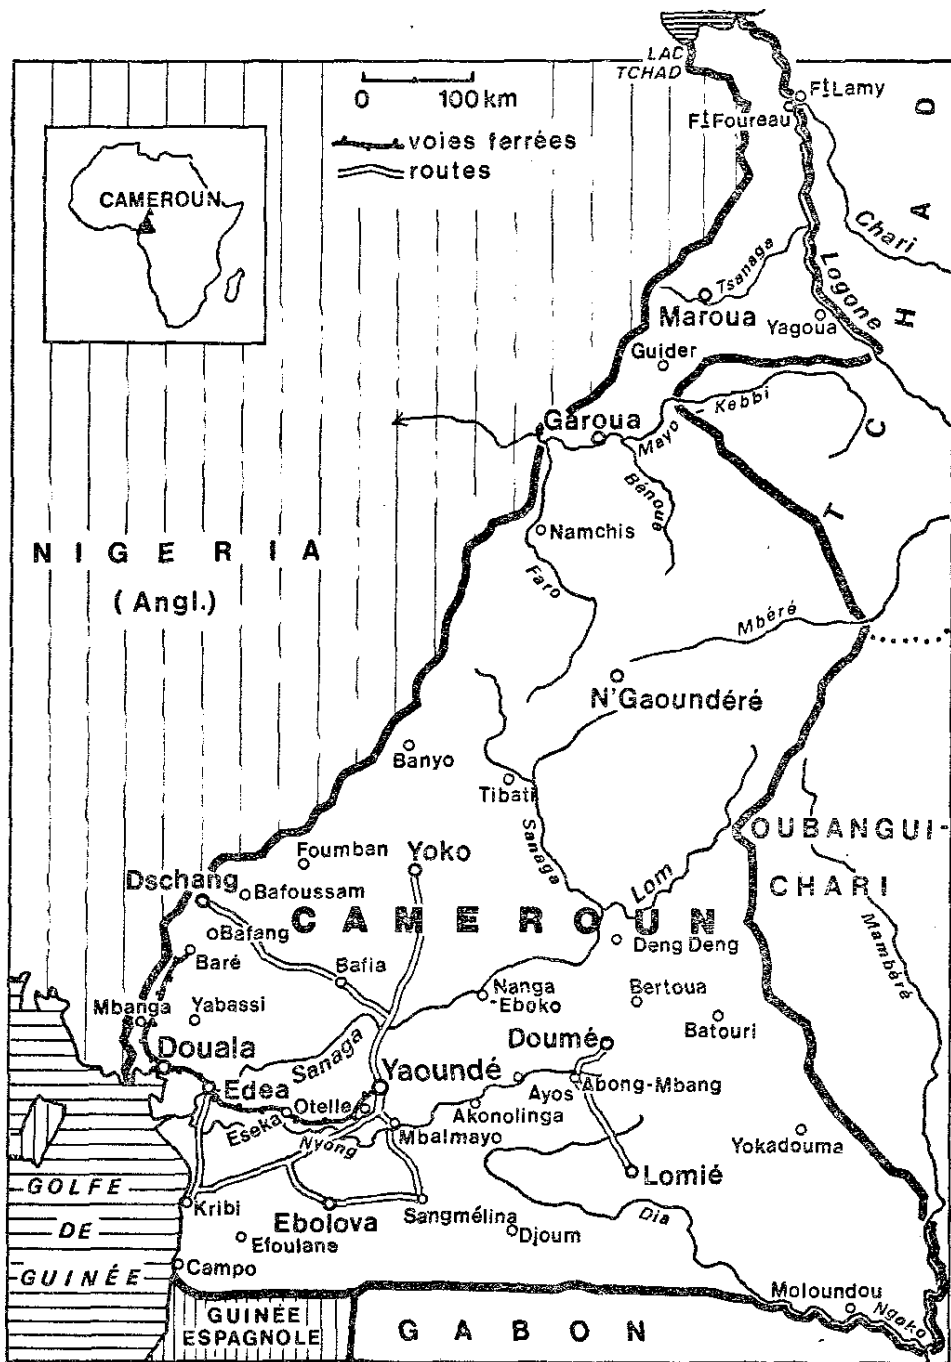 LAC
TCHAD
Ft Lamy
Ft Foureau
0 100 km
voies ferrées
routes
CAMEROUN
Chari
Logone
Tsanaga
Maroua
Yagoua
Guider
TCHAD
Kebbi
Mayo
Garoua
Bénoué
Namchis
NIGERIA
(Angl.)
Faro
Mbéré
N'Gaoundéré
Banyo
Tibati
Sanaga
Lom
OUBANGUI-
CHARI
Mambéré
Foumban
Yoko
Dschang
Bafoussam
CAMEROUN
Bafang
Deng Deng
Baré
Bafia
Nanga
-Eboko
Bertoua
Mbanga
Yabassi
Batouri
Douala
Sanaga
Doumé
Yaoundé
Edea
Otelle
Ayos
Abong-Mbang
Eseka
Akonolinga
Nyong
Mbalmayo
Yokadouma
Lomié
GOLFE
DE
GUINÉE
Kribi
Ebolova
Sangmélina
Dia
Efoulane
Djoum
Campo
Moloundou
Ngoko
GUINÉE
ESPAGNOLE
GABON